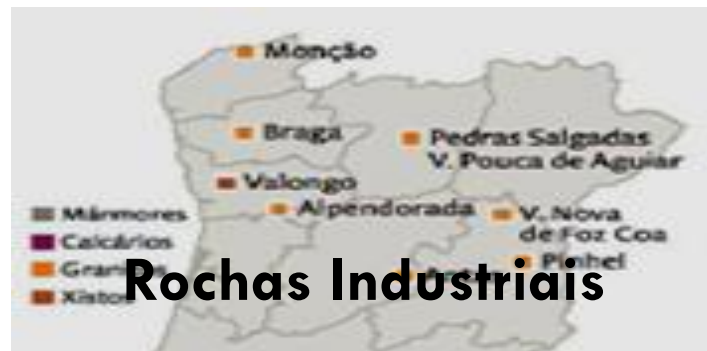 Monção
Braga
Pedras Salgadas
V. Pouca de Aguiar
Valongo
Alpendorada
V. Nova
de Foz Coa
Mármores
Calcários
Pinhel
Rochas Industriais